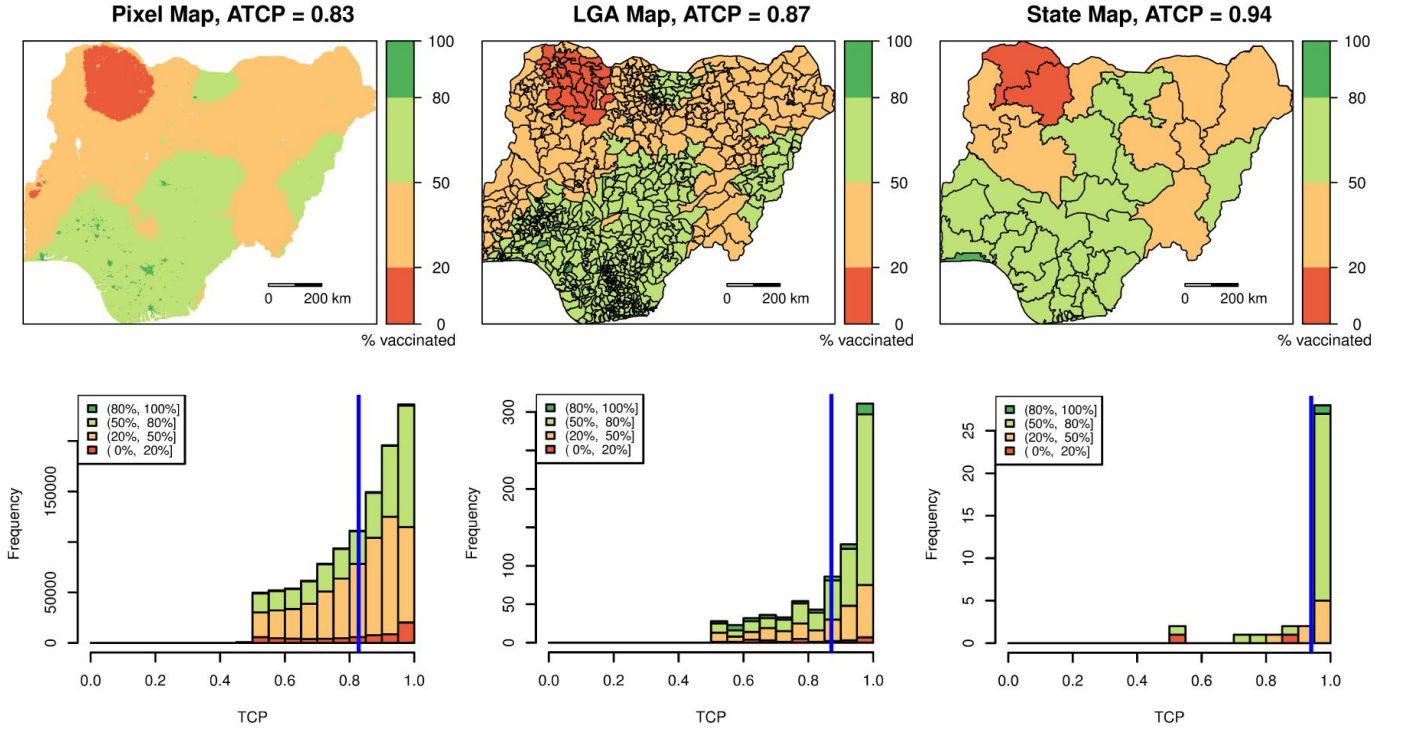 Pixel Map, ATCP = 0.83
LGA Map, ATCP = 0.87
State Map, ATCP = 0.94
100
80
50
20
0
0 200 km
% vaccinated
100
80
50
20
0
0 200 km
% vaccinated
100
80
50
20
0
0 200 km
% vaccinated
(80%, 100%]
(50%, 80%]
(20%, 50%]
( 0%, 20%]
Frequency
150000
50000
0
0.0 0.2 0.4 0.6 0.8 1.0
TCP
(80%, 100%]
(50%, 80%]
(20%, 50%]
( 0%, 20%]
Frequency
300
200
100
50
0
0.0 0.2 0.4 0.6 0.8 1.0
TCP
(80%, 100%]
(50%, 80%]
(20%, 50%]
( 0%, 20%]
Frequency
25
20
15
10
5
0
0.0 0.2 0.4 0.6 0.8 1.0
TCP